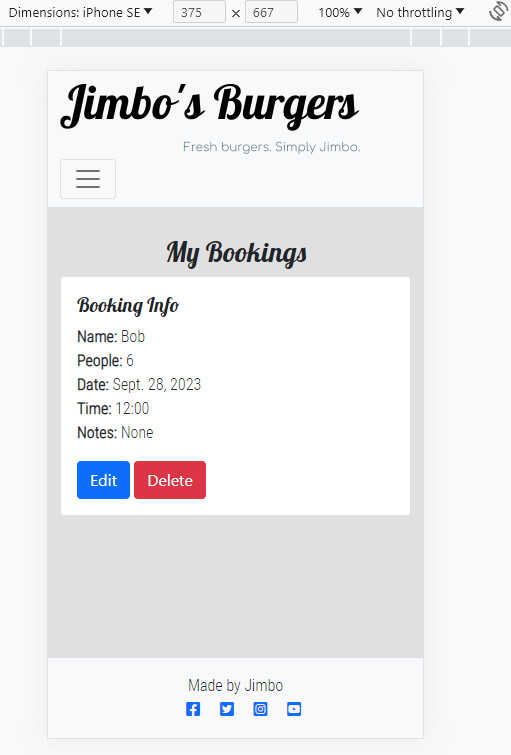 Dimensions: iPhone SE 375 × 667 100% No throttling
Jimbo's Burgers
Fresh burgers. Simply Jimbo.
My Bookings
Booking Info
Name: Bob
People: 6
Date: Sept. 28, 2023
Time: 12:00
Notes: None
Edit Delete
Made by Jimbo